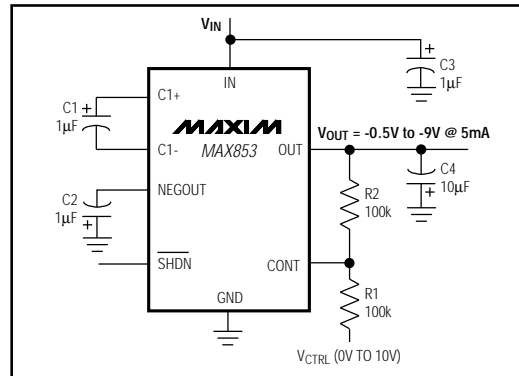 VIN
IN
C1+
C3
1µF
C1
1µF
MAXIM
MAX853
VOUT = -0.5V to -9V @ 5mA
C1-
OUT
NEGOUT
C4
10µF
C2
1µF
R2
100k
SHDN
CONT
GND
R1
100k
VCTRL (0V TO 10V)